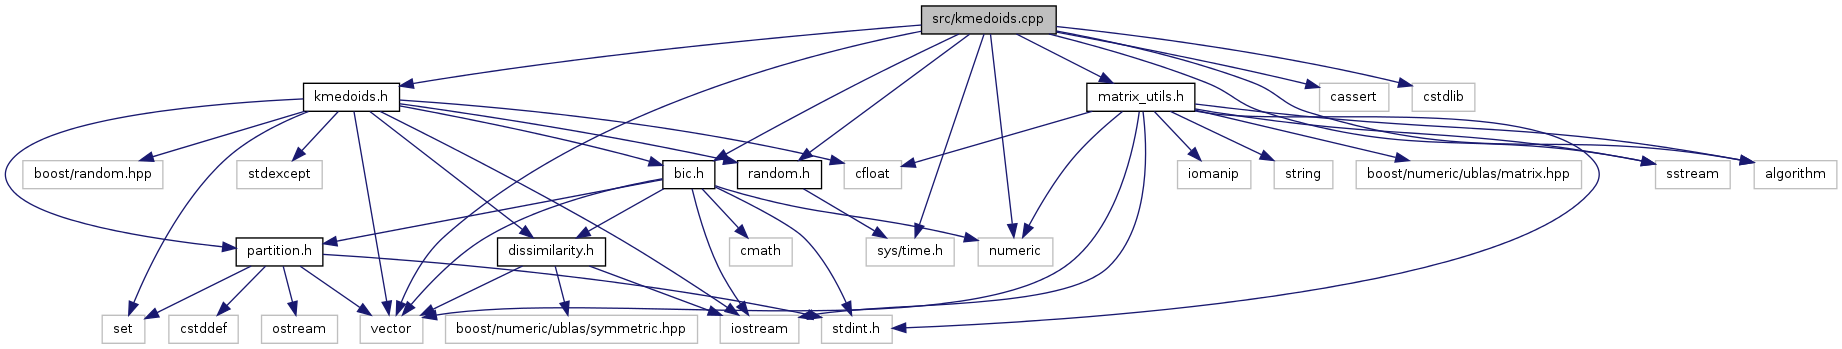 src/kmedoids.cpp
kmedoids.h
matrix_utils.h
cassert
cstdlib
boost/random.hpp
stdexcept
bic.h
random.h
cfloat
iomanip
string
boost/numeric/ublas/matrix.hpp
sstream
algorithm
partition.h
dissimilarity.h
cmath
sys/time.h
numeric
set
cstddef
ostream
vector
boost/numeric/ublas/symmetric.hpp
iostream
stdint.h